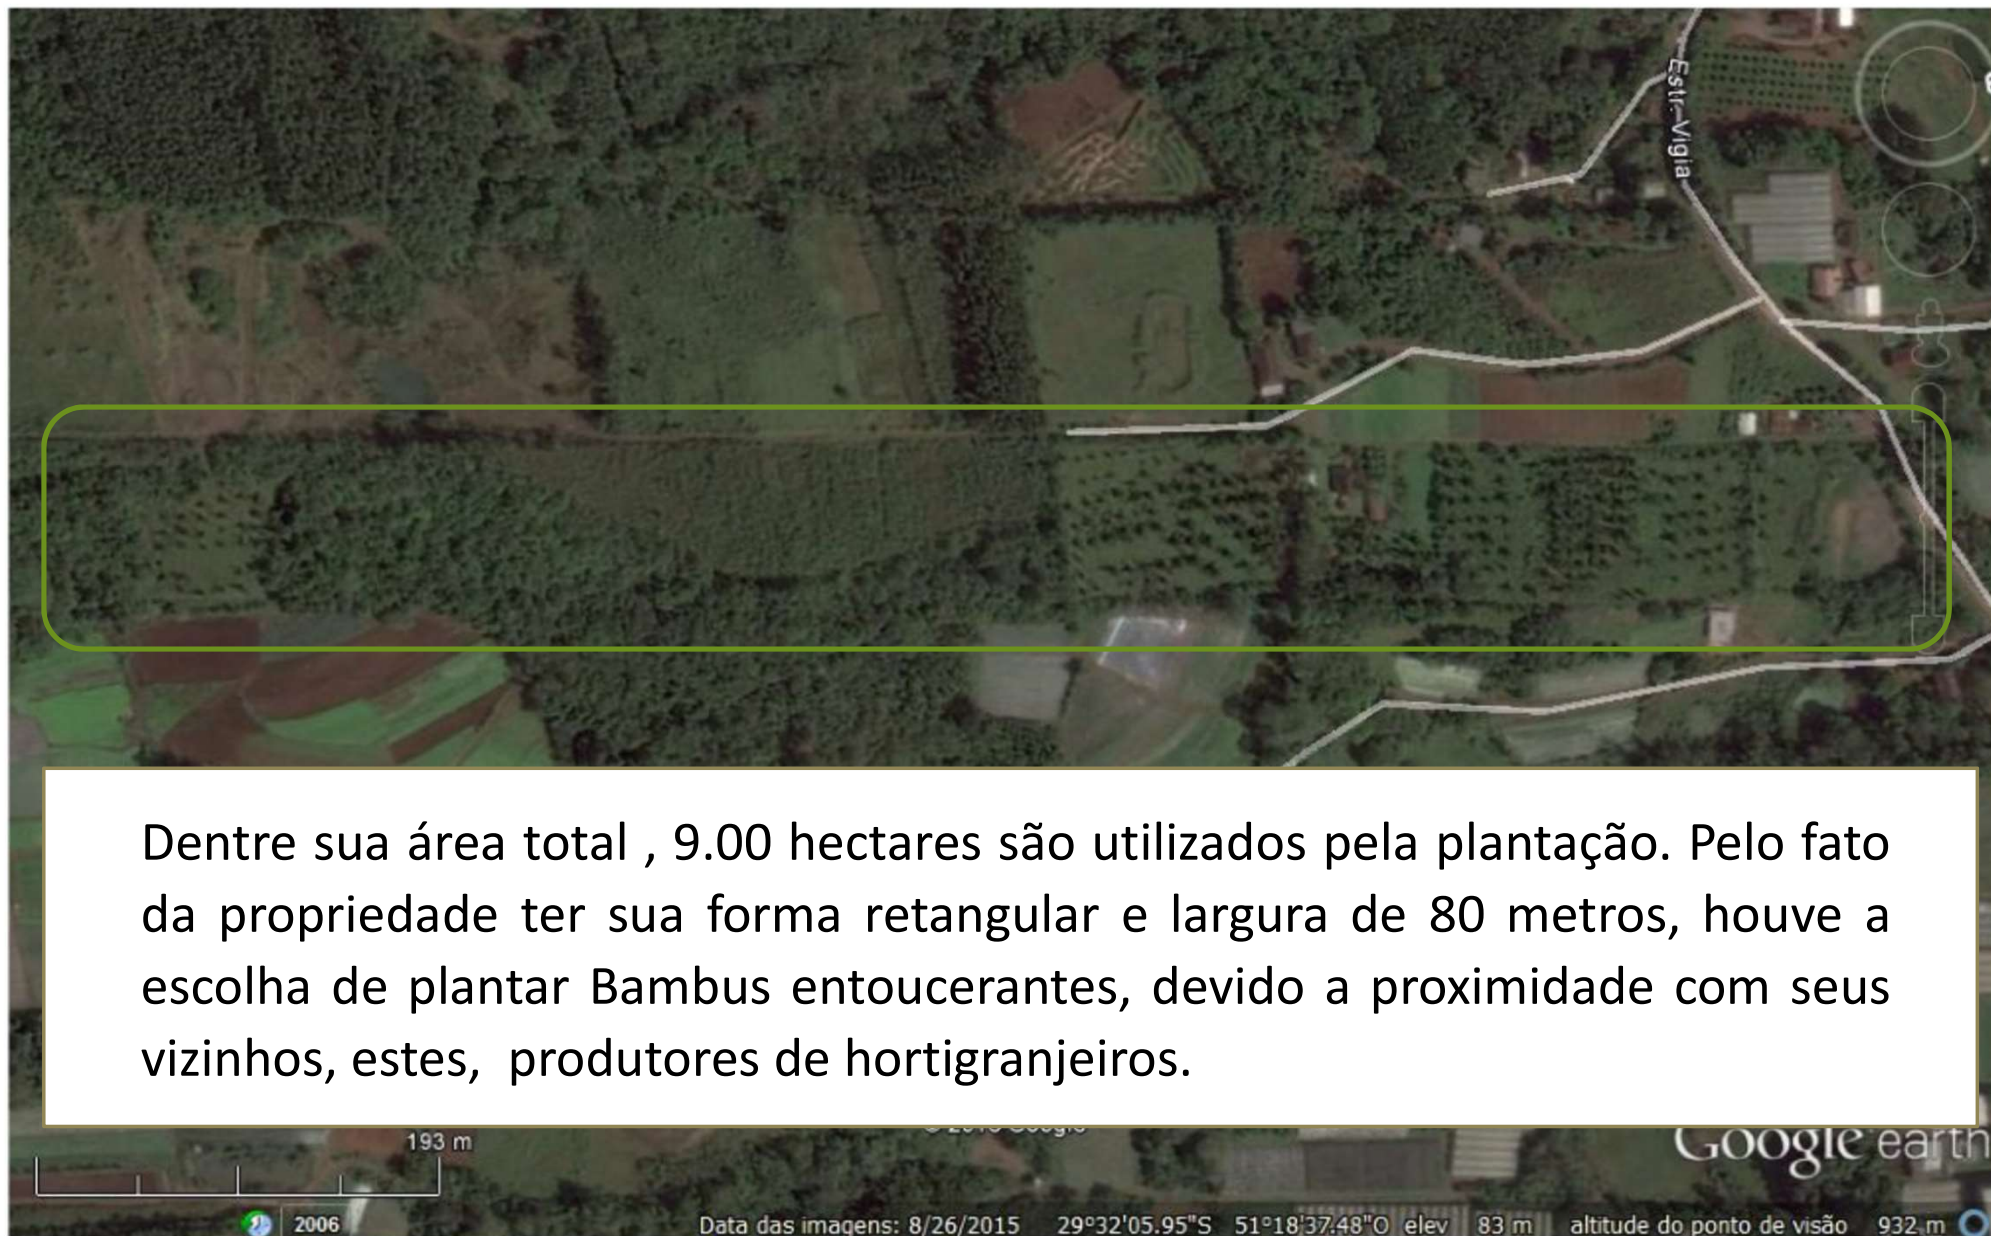 Estr. Vigia
Dentre sua área total , 9.00 hectares são utilizados pela plantação. Pelo fato
da propriedade ter sua forma retangular e largura de 80 metros, houve a
escolha de plantar Bambus entoucerantes, devido a proximidade com seus
vizinhos, estes, produtores de hortigranjeiros.
193 m
Google earth
2006
Data das imagens: 8/26/2015 29°32'05.95"S 51°18'37.48"O elev 83 m altitude do ponto de visão 932 m